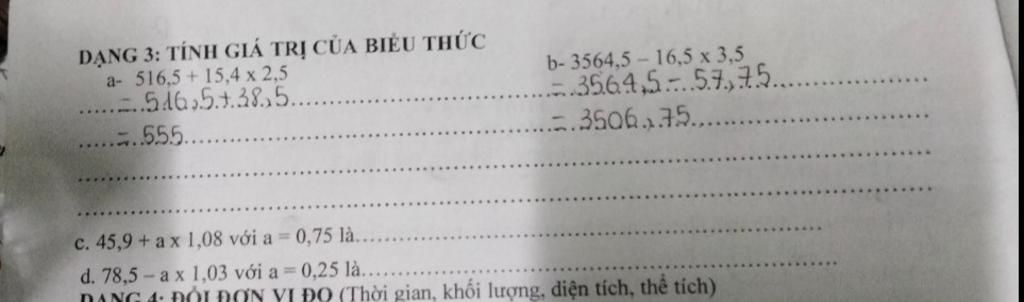 DẠNG 3: TÍNH GIÁ TRỊ CỦA BIỂU THỨC
a- 516,5 + 15,4 x 2,5
= 516,5 + 38,5
= 555
b- 3564,5 – 16,5 x 3,5
= 3564,5 – 57,75
= 3506,75
c. 45,9 + a x 1,08 với a = 0,75 là
d. 78,5 – a x 1,03 với a = 0,25 là
DẠNG 4: ĐỔI ĐƠN VỊ ĐO (Thời gian, khối lượng, diện tích, thể tích)